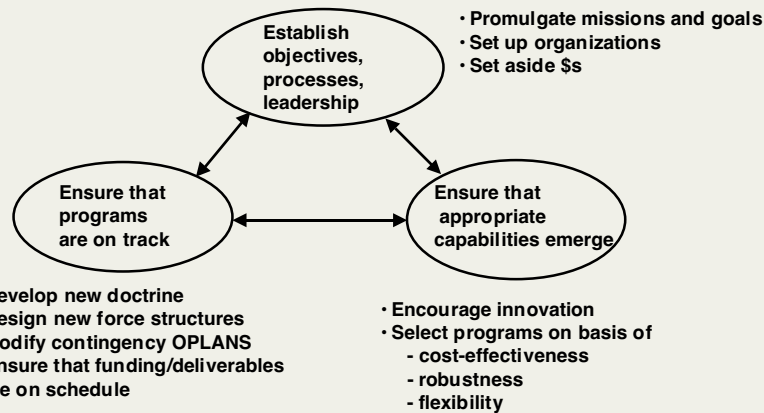 Establish
objectives,
processes,
leadership
· Promulgate missions and goals
· Set up organizations
· Set aside $s
Ensure that
programs
are on track
Ensure that
appropriate
capabilities emerge
evelop new doctrine
esign new force structures
odify contingency OPLANS
nsure that funding/deliverables
e on schedule
· Encourage innovation
· Select programs on basis of
- cost-effectiveness
- robustness
- flexibility